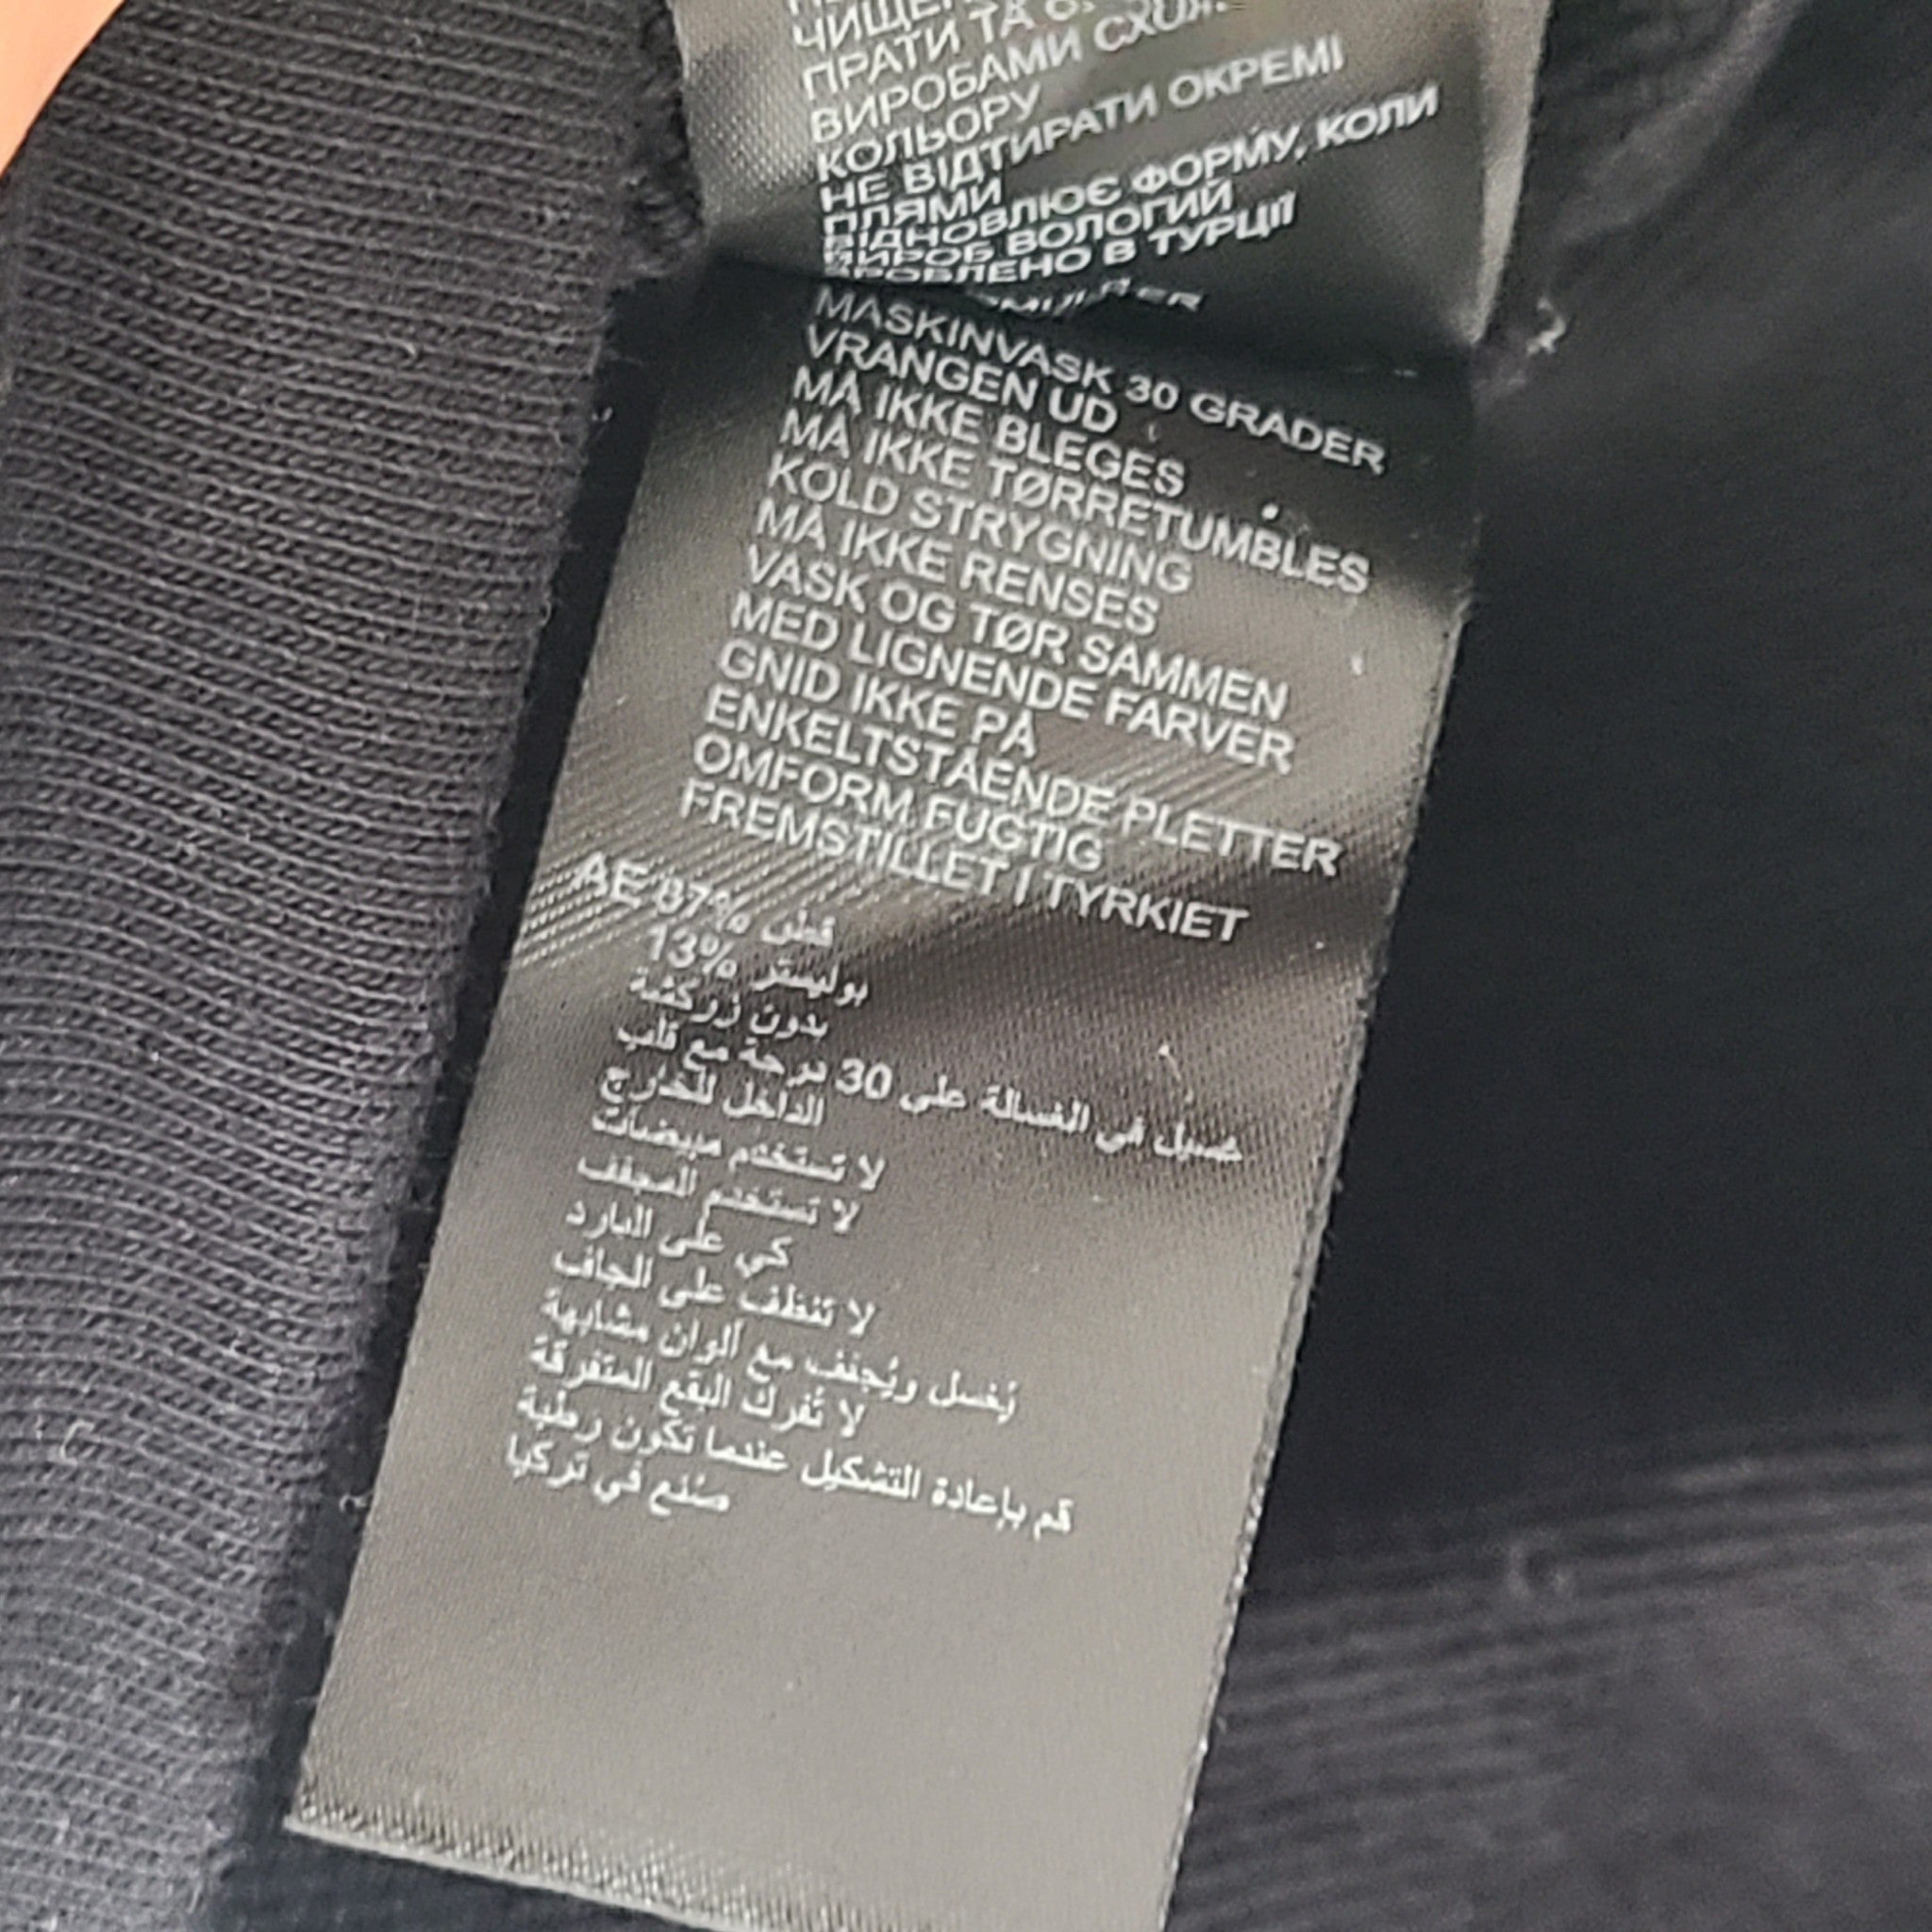 ПРАТИ ТА
ВИРОБАМИ
КОЛЬОРУ
НЕ ВІДТИРАТИ ОКРЕМІ
ПЛЯМИ
ВІДНОВЛЮЄ ФОРМУ, КОЛИ
ВИРОБ ВОЛОГИЙ
ЗРОБЛЕНО В ТУРЦІЇ
MASKINVASK 30 GRADER
VRANGEN UD
MÅ IKKE BLEGES
MÅ IKKE TØRRETUMBLES
KOLD STRYGNING
MÅ IKKE RENSES
VASK OG TØR SAMMEN
MED LIGNENDE FARVER
GNID IKKE PÅ
ENKELTSTÅENDE PLETTER
OMFORM FUGTIG
FREMSTILLET I TYRKIET
AE 87% قطن
13% بوليستر
بدون زركشة
غسيل في الغسالة على 30 درجة مع قلب
الداخل للخارج
لا تستخدم مبيضات
لا تستخدم المجفف
كي على البارد
لا تنظف على الجاف
يُغسل ويُجفف مع ألوان مشابهة
لا تُفرك البقع المتفرقة
قم بإعادة التشكيل عندما تكون رطبة
صُنع في تركيا